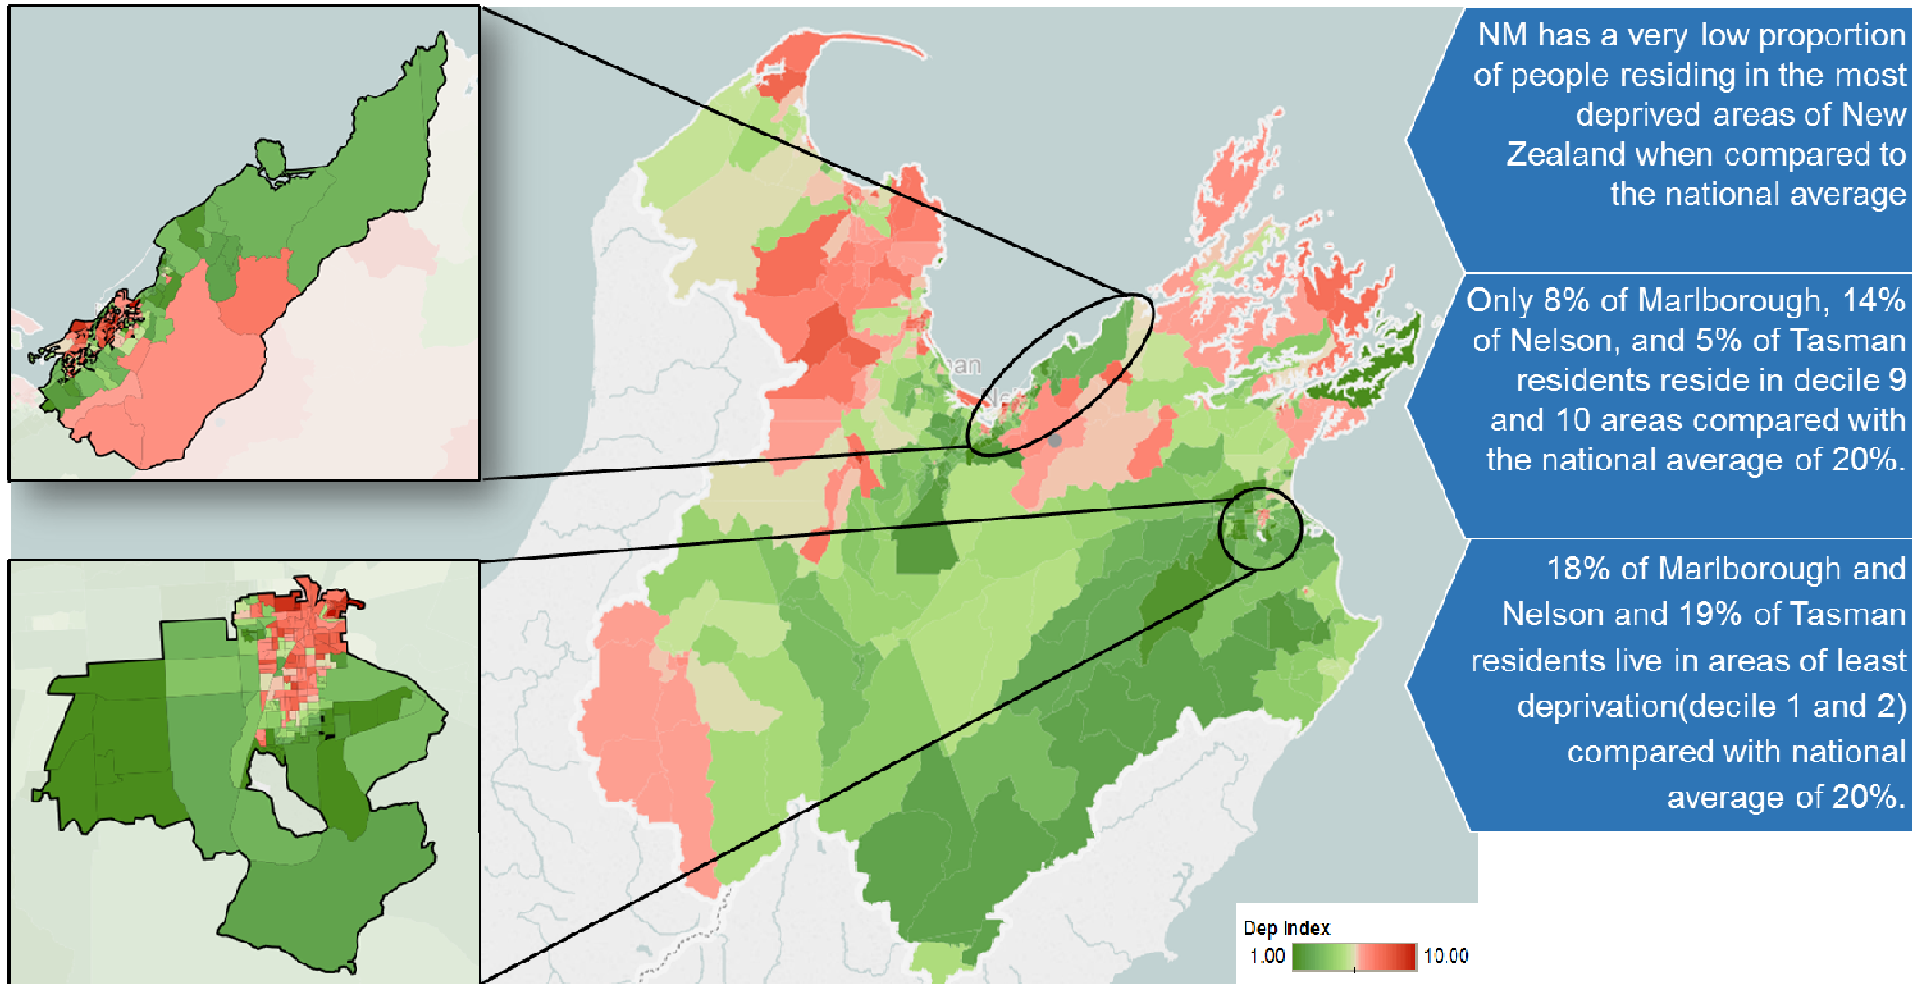 NM has a very low proportion
of people residing in the most
deprived areas of New
Zealand when compared to
the national average
Only 8% of Marlborough, 14%
of Nelson, and 5% of Tasman
residents reside in decile 9
and 10 areas compared with
the national average of 20%.
18% of Marlborough and
Nelson and 19% of Tasman
residents live in areas of least
deprivation(decile 1 and 2)
compared with national
average of 20%.
Dep Index
1.00 10.00